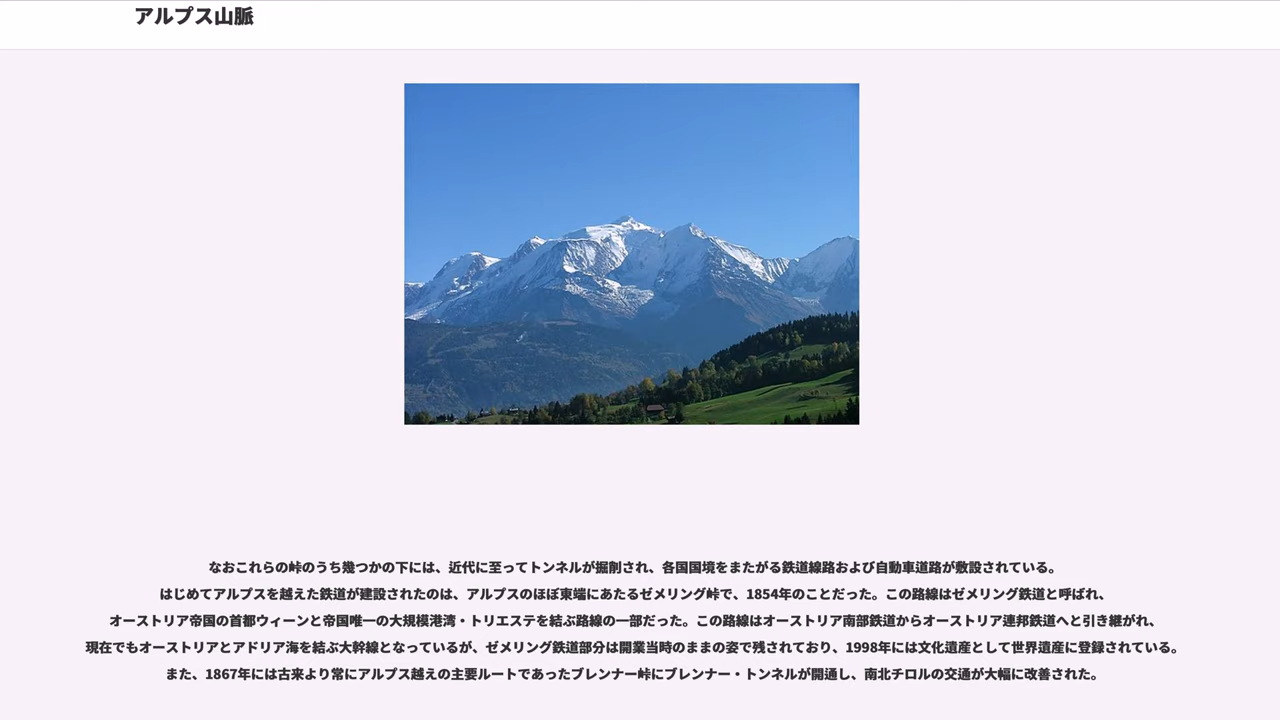 アルプス山脈
なおこれらの峠のうち幾つかの下には、近代に至ってトンネルが掘削され、各国国境をまたがる鉄道線路および自動車道路が敷設されている。
はじめてアルプスを越えた鉄道が建設されたのは、アルプスのほぼ東端にあたるゼメリング峠で、1854年のことだった。この路線はゼメリング鉄道と呼ばれ、
オーストリア帝国の首都ウィーンと帝国唯一の大規模港湾・トリエステを結ぶ路線の一部だった。この路線はオーストリア南部鉄道からオーストリア連邦鉄道へと引き継がれ、
現在でもオーストリアとアドリア海を結ぶ大幹線となっているが、ゼメリング鉄道部分は開業当時のままの姿で残されており、1998年には文化遺産として世界遺産に登録されている。
また、1867年には古来より常にアルプス越えの主要ルートであったブレンナー峠にブレンナー・トンネルが開通し、南北チロルの交通が大幅に改善された。